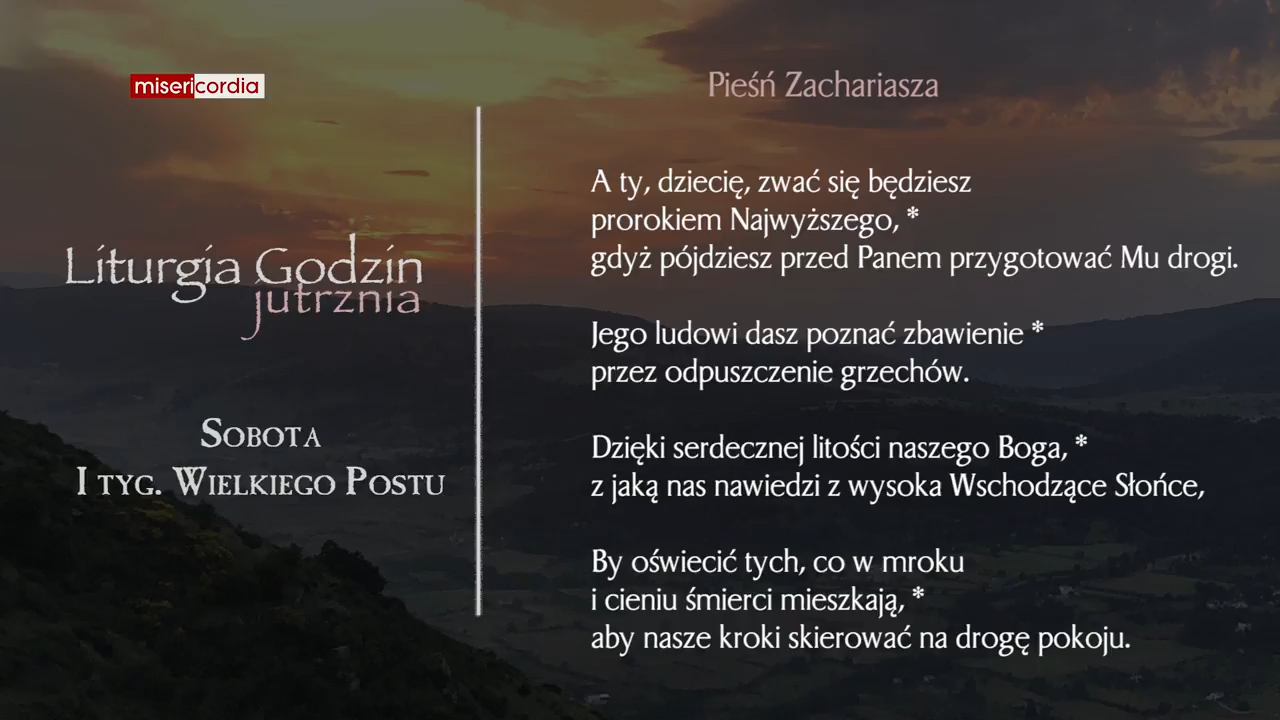 misericordia
Liturgia Godzin
jutrznia
Sobota
I tyg. Wielkiego Postu
Pieśń Zachariasza
A ty, dziecię, zwać się będziesz
prorokiem Najwyższego, *
gdyż pójdziesz przed Panem przygotować Mu drogi.
Jego ludowi dasz poznać zbawienie *
przez odpuszczenie grzechów.
Dzięki serdecznej litości naszego Boga, *
z jaką nas nawiedzi z wysoka Wschodzące Słońce,
By oświecić tych, co w mroku
i cieniu śmierci mieszkają, *
aby nasze kroki skierować na drogę pokoju.